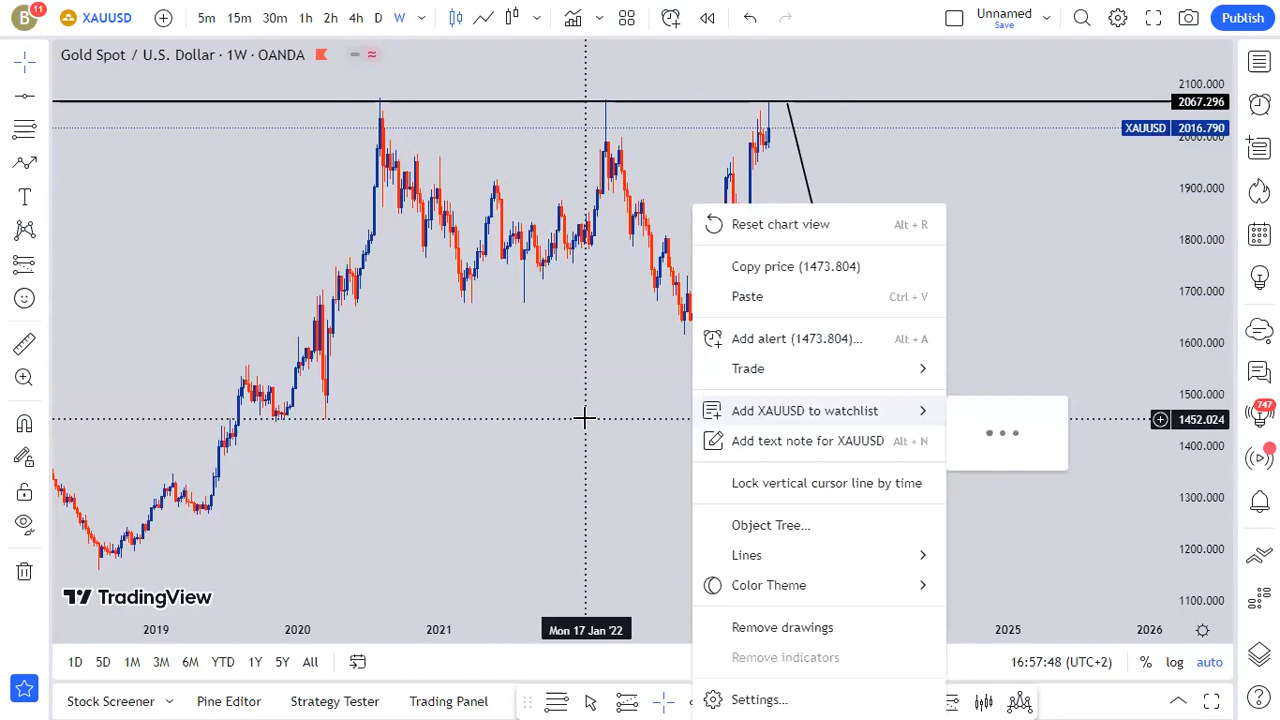 B 11 XAUUSD 5m 15m 30m 1h 2h 4h D W Unnamed Save Publish
Gold Spot / U.S. Dollar · 1W · OANDA
2100.000
2067.296
XAUUSD 2016.790
2000.000
1900.000
1800.000
1700.000
1600.000
1500.000
1452.024
1400.000
1300.000
1200.000
1100.000
Reset chart view Alt + R
Copy price (1473.804)
Paste Ctrl + V
Add alert (1473.804)... Alt + A
Trade
Add XAUUSD to watchlist
Add text note for XAUUSD Alt + N
Lock vertical cursor line by time
Object Tree...
Lines
Color Theme
Remove drawings
Remove indicators
Settings...
747
TradingView
2019 2020 2021 Mon 17 Jan '22 2025 2026
1D 5D 1M 3M 6M YTD 1Y 5Y All 16:57:48 (UTC+2) % log auto
Stock Screener Pine Editor Strategy Tester Trading Panel